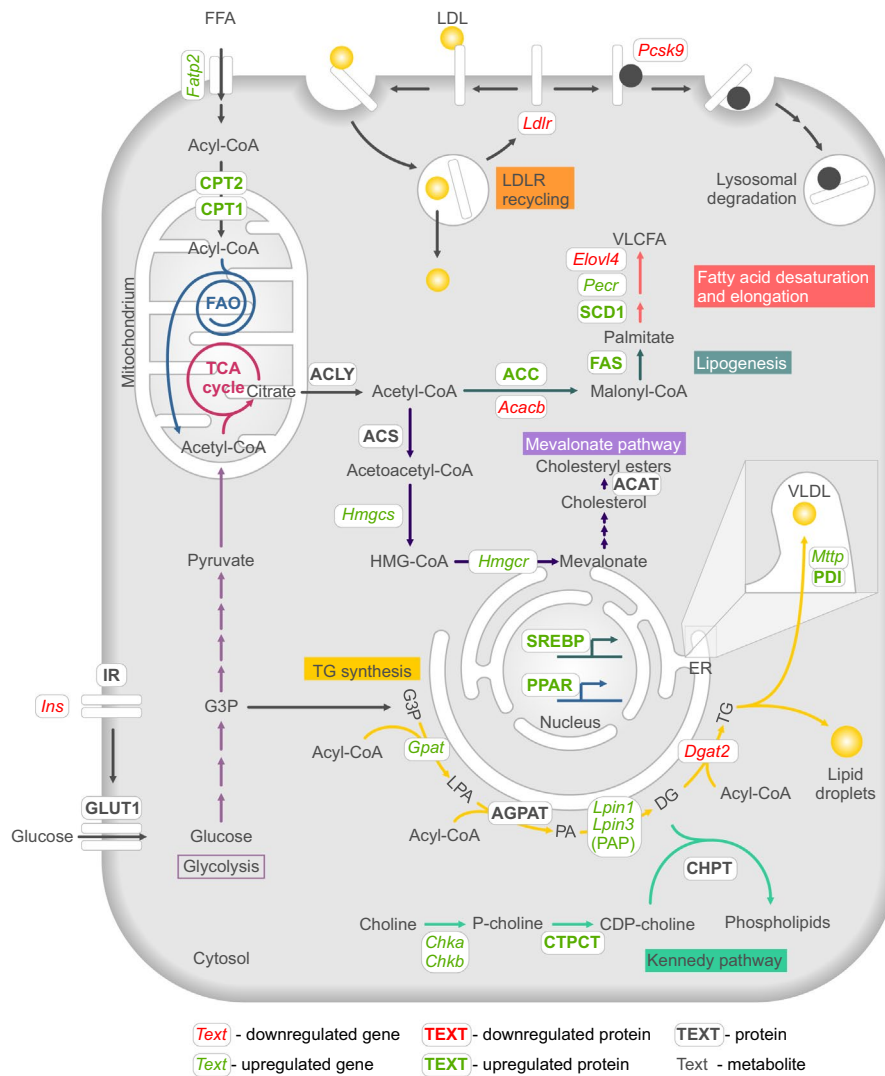 FFA
LDL
Pcsk9
Fatp2
Ldlr
Acyl-CoA
LDLR
recycling
Lysosomal
degradation
CPT2
CPT1
Acyl-CoA
VLCFA
Elovl4
Pecr
SCD1
Fatty acid desaturation
and elongation
Mitochondrium
FAO
Palmitate
TCA
cycle
Citrate
ACLY
Acetyl-CoA
ACC
Acacb
FAS
Malonyl-CoA
Lipogenesis
Acetyl-CoA
ACS
Mevalonate pathway
Acetoacetyl-CoA
Cholesteryl esters
ACAT
Cholesterol
VLDL
Hmgcs
Mttp
PDI
Pyruvate
HMG-CoA
Hmgcr
Mevalonate
SREBP
PPAR
Nucleus
ER
TG synthesis
IR
Ins
G3P
G3P
Acyl-CoA
Gpat
TG
Dgat2
Lipid
droplets
LPA
DG
Acyl-CoA
GLUT1
Glucose
Glucose
Glycolysis
Acyl-CoA
AGPAT
PA
Lpin1
Lpin3
(PAP)
CHPT
Choline
P-choline
CDP-choline
Phospholipids
Chka
Chkb
CTPCT
Kennedy pathway
Cytosol
Text - downregulated gene
TEXT - downregulated protein
TEXT - protein
Text - upregulated gene
TEXT - upregulated protein
Text - metabolite